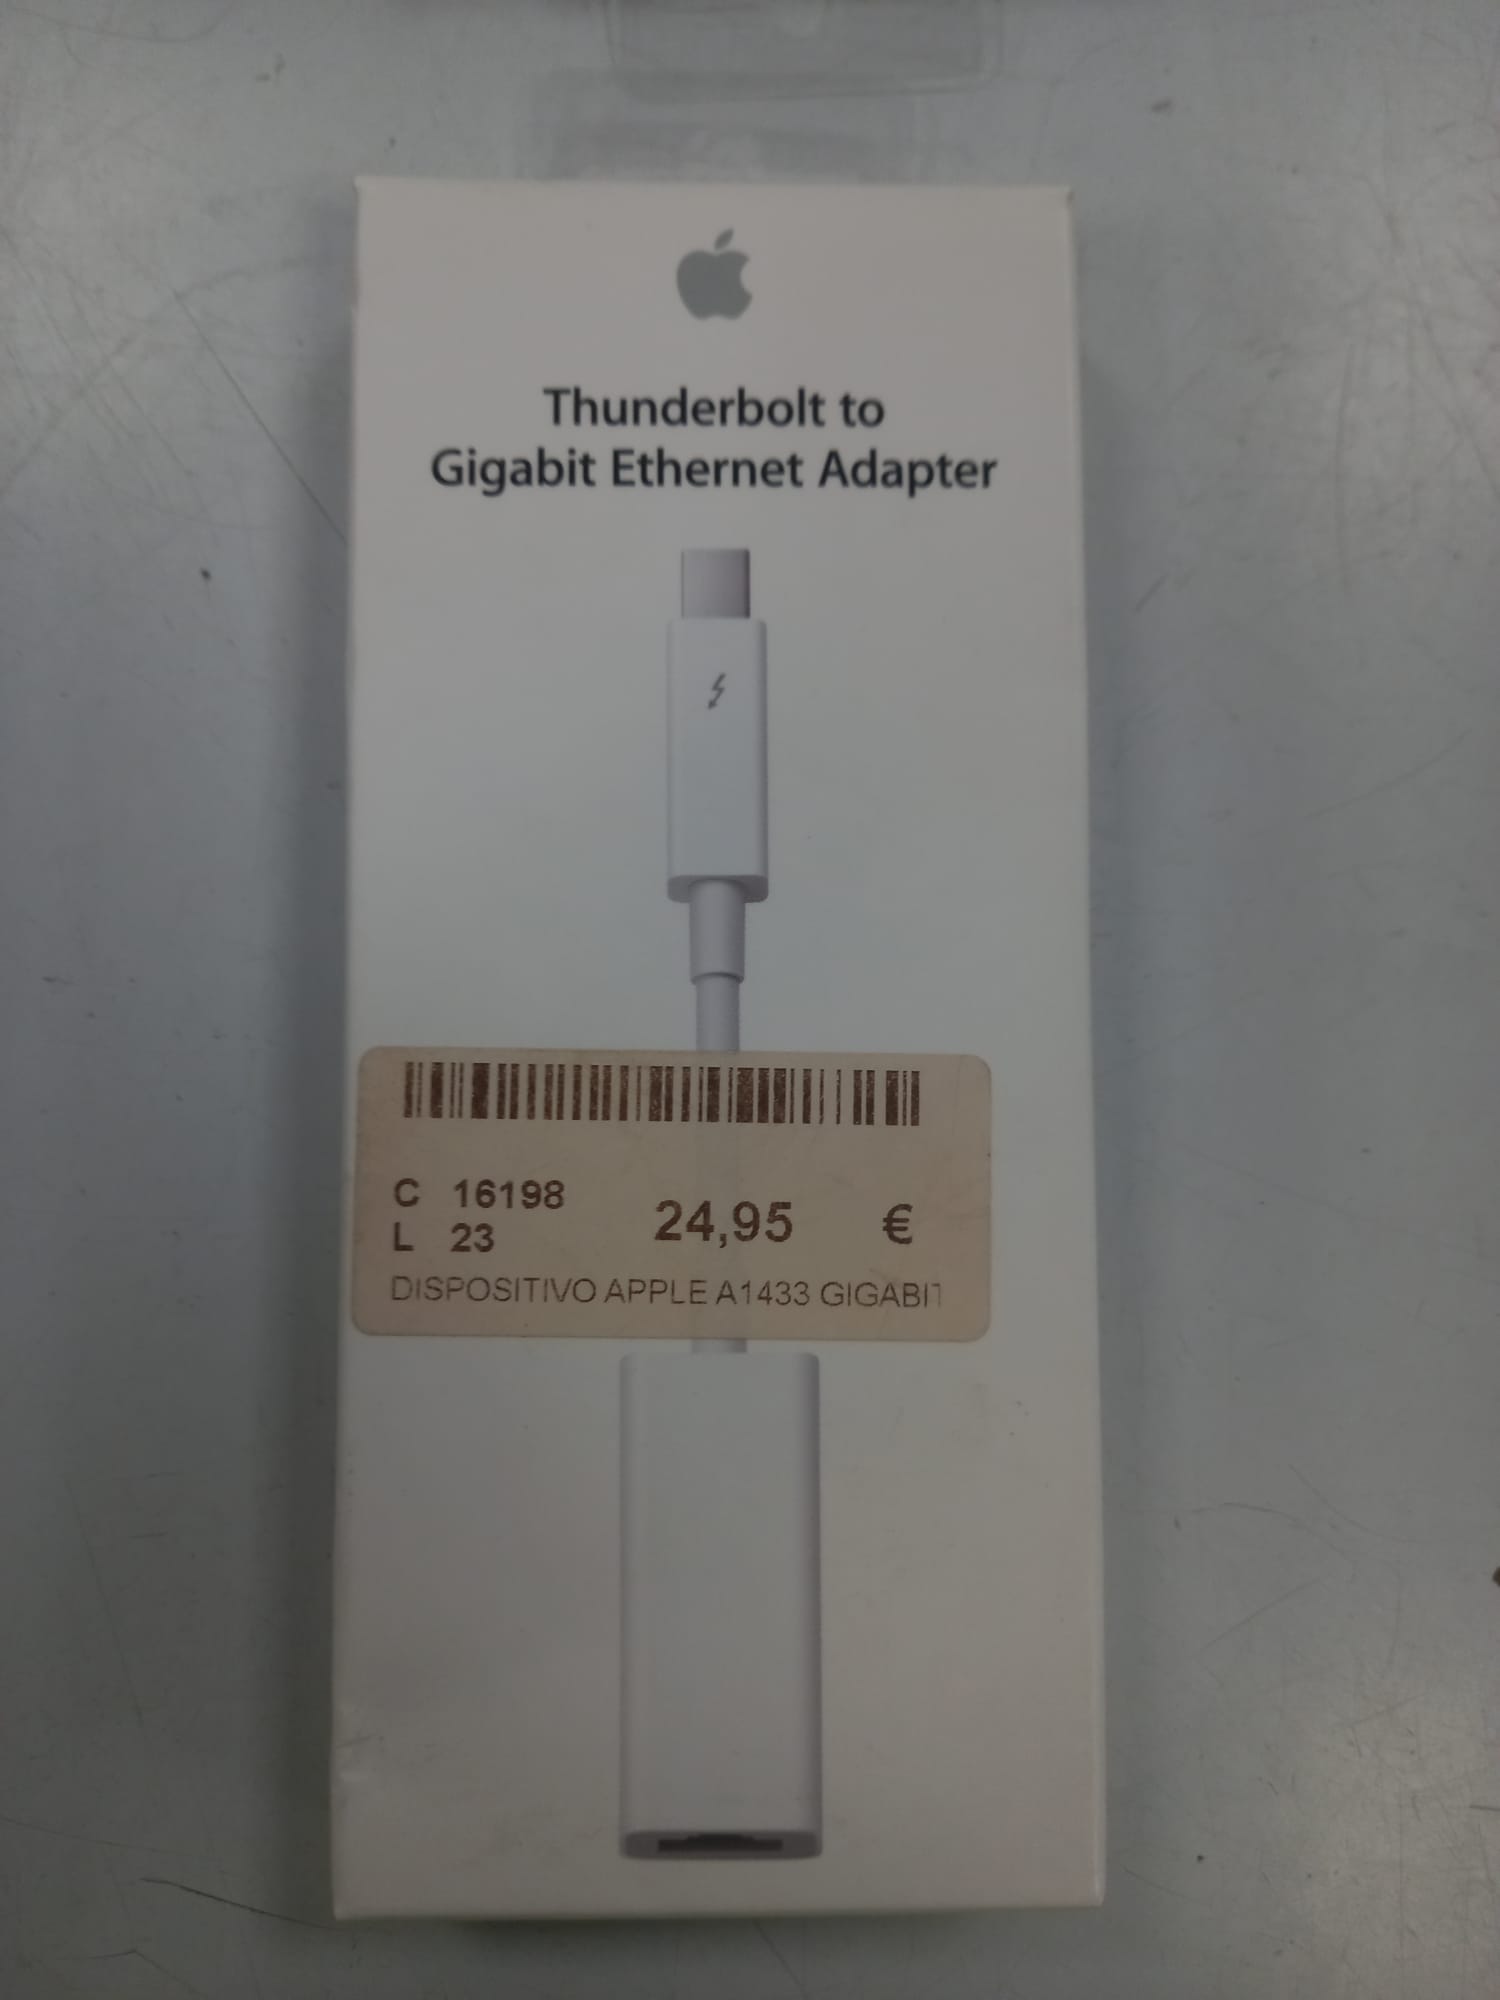 Thunderbolt to
Gigabit Ethernet Adapter
C 16198
24,95 €
L 23
DISPOSITIVO APPLE A1433 GIGABIT